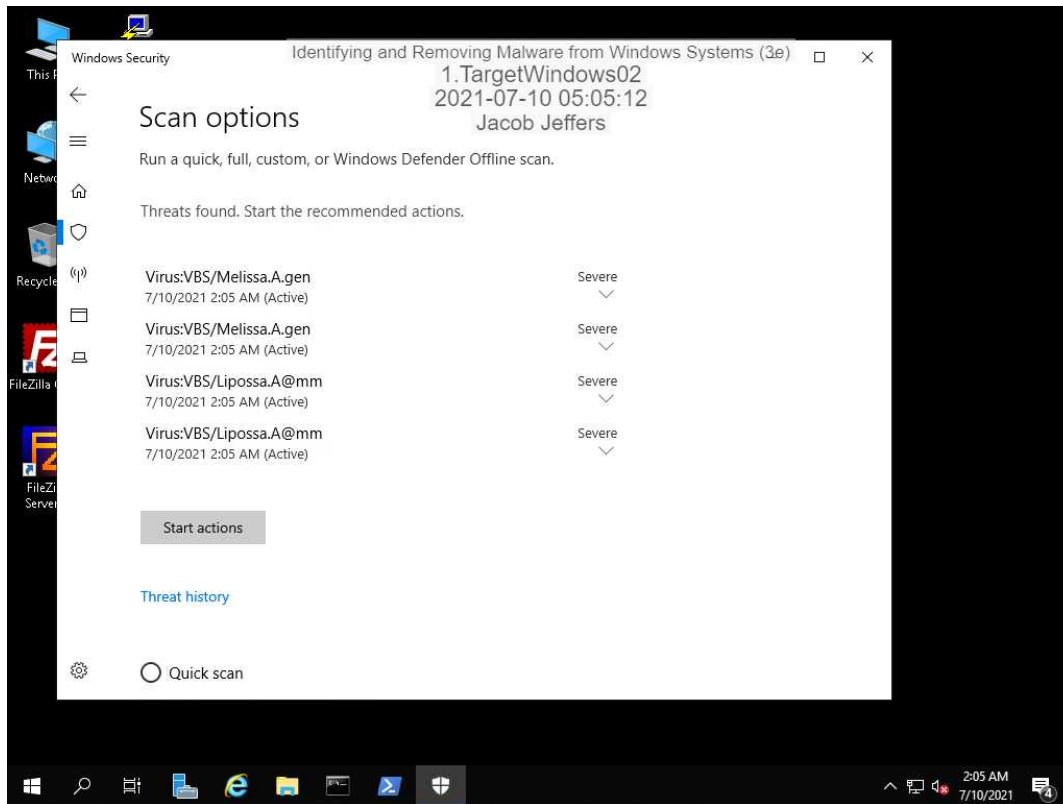 This P
Netwo
Recycle
FileZilla
FileZi
Server
Windows Security
Identifying and Removing Malware from Windows Systems (3e)
1.TargetWindows02
2021-07-10 05:05:12
Jacob Jeffers
Scan options
Run a quick, full, custom, or Windows Defender Offline scan.
Threats found. Start the recommended actions.
Virus:VBS/Melissa.A.gen
Severe
7/10/2021 2:05 AM (Active)
Virus:VBS/Melissa.A.gen
Severe
7/10/2021 2:05 AM (Active)
Virus:VBS/Lipossa.A@mm
Severe
7/10/2021 2:05 AM (Active)
Virus:VBS/Lipossa.A@mm
Severe
7/10/2021 2:05 AM (Active)
Start actions
Threat history
Quick scan
2:05 AM
7/10/2021
4